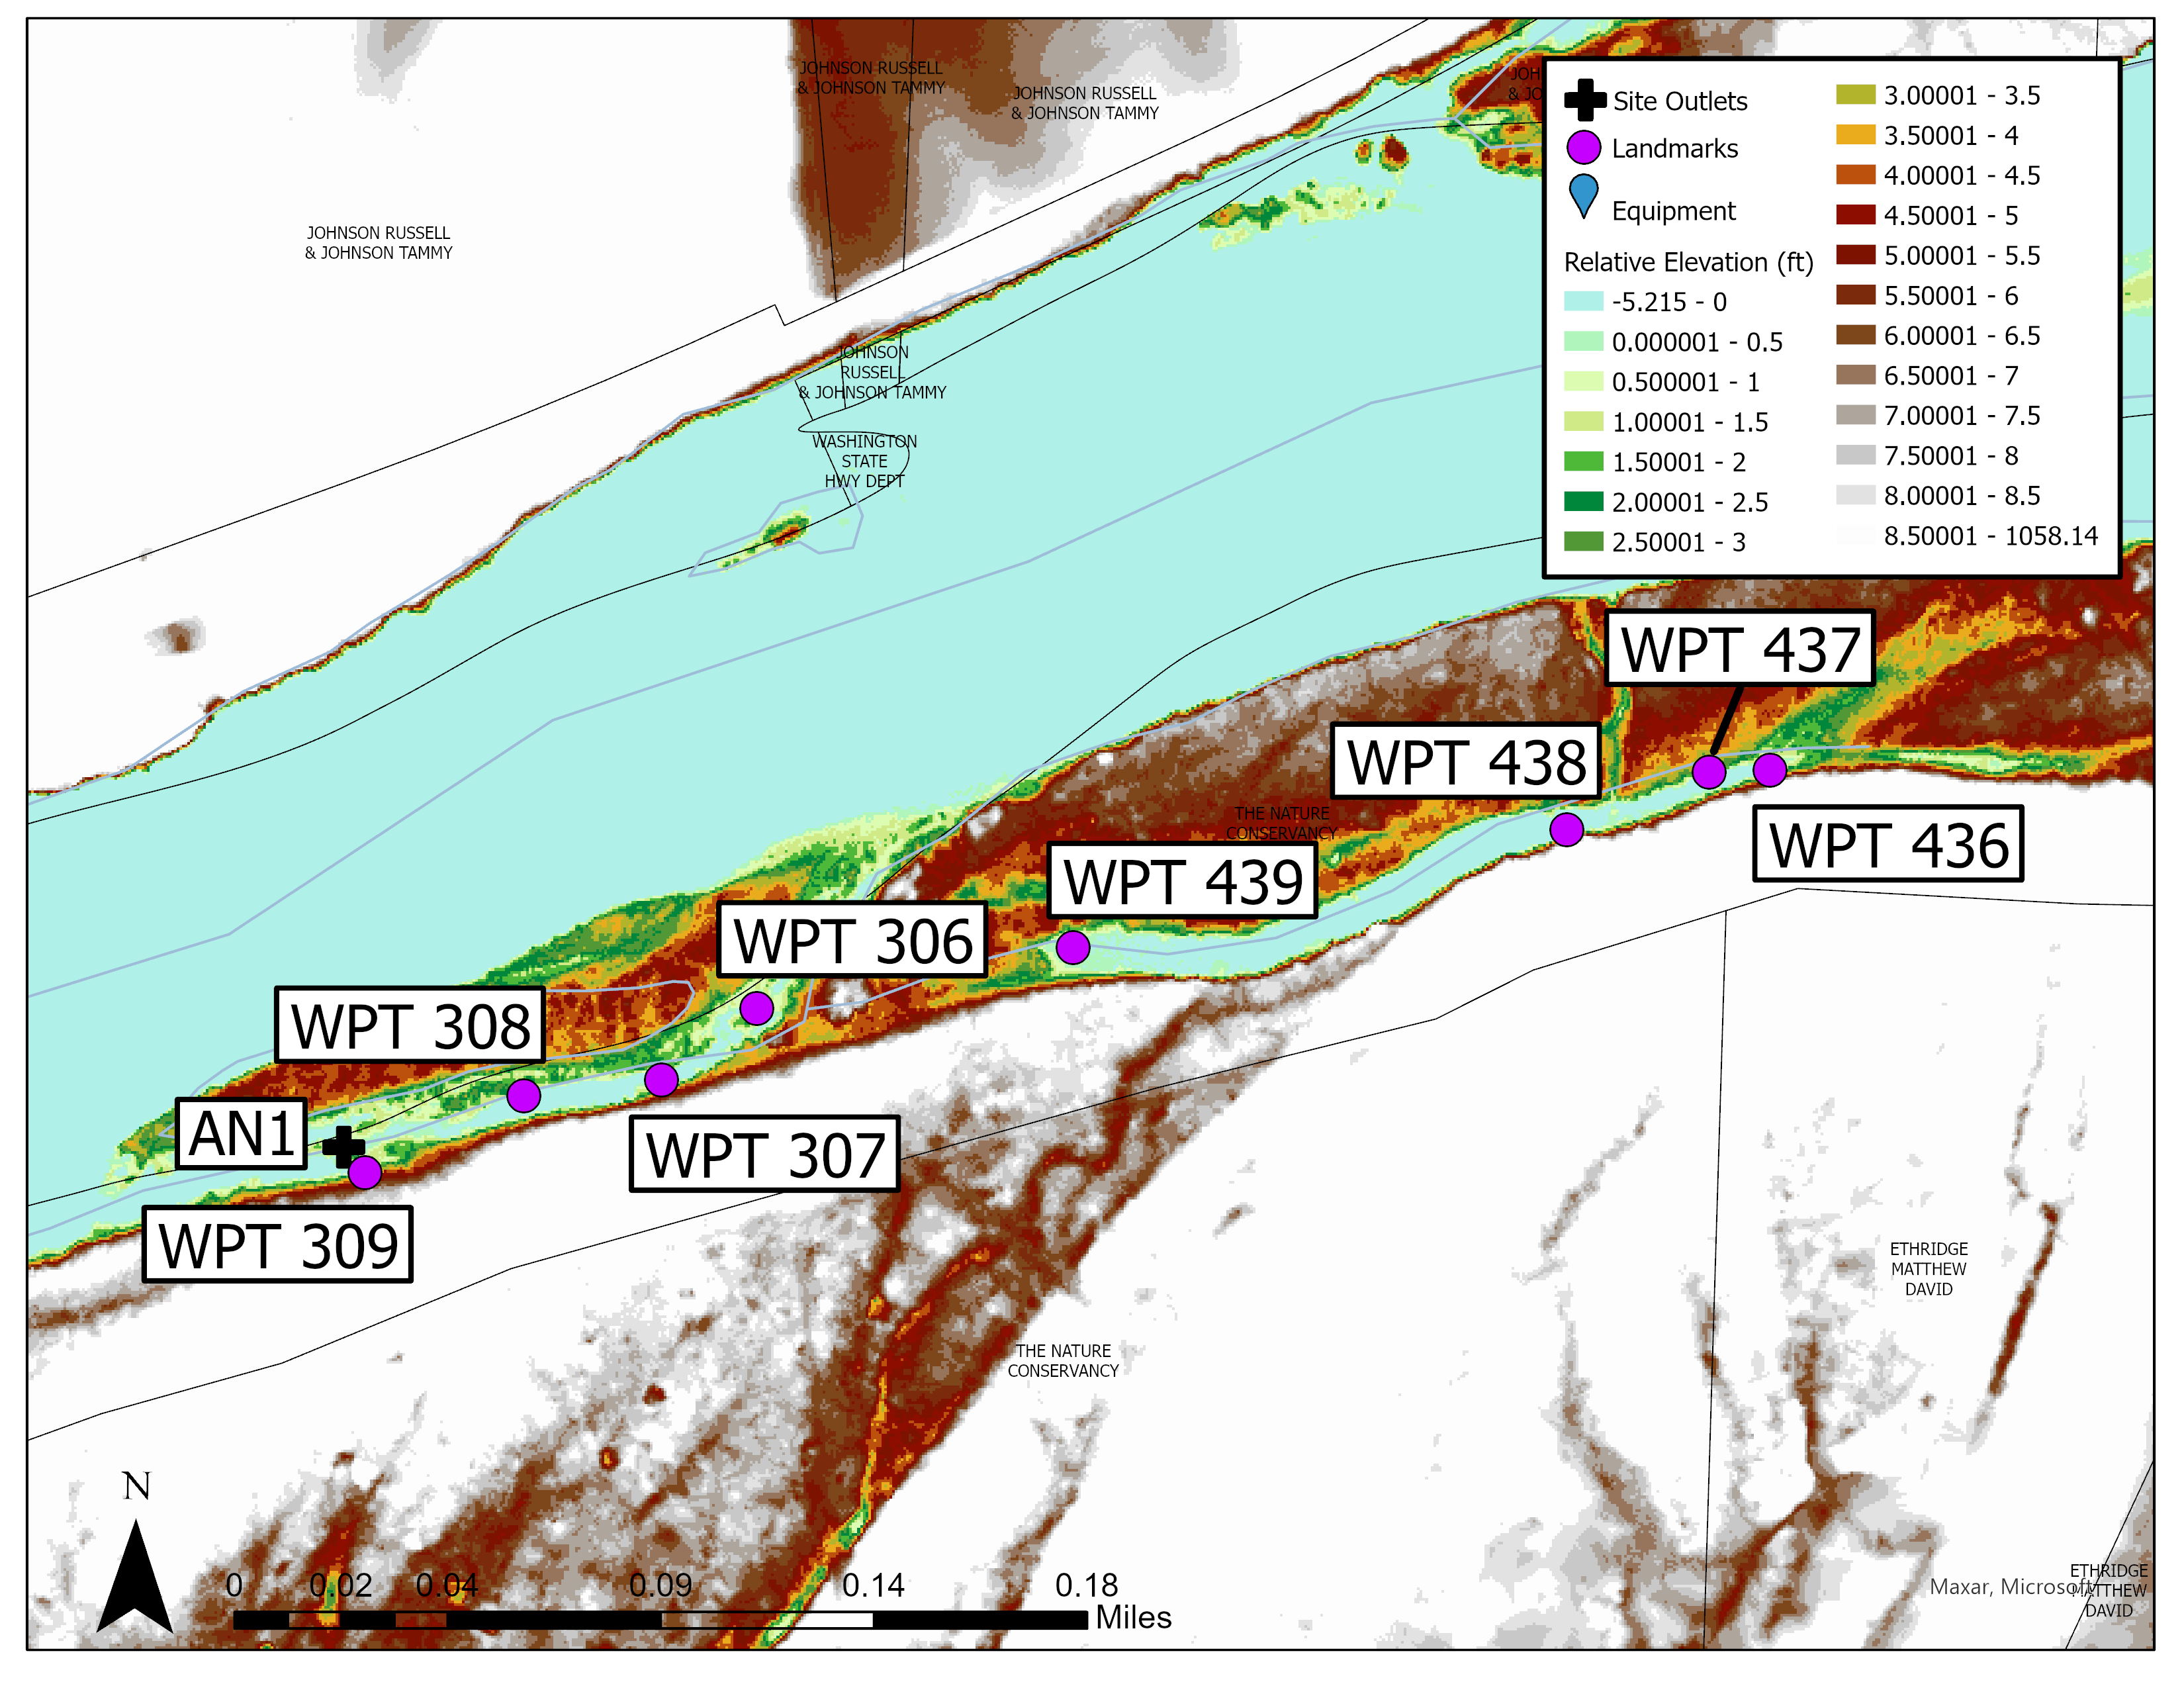 JOHNSON RUSSELL
& JOHNSON TAMMY
JOHNSON RUSSELL
& JOHNSON TAMMY
JOHNSON RUSSELL
& JOHNSON TAMMY
JOH
& JO
Site Outlets
Landmarks
Equipment
Relative Elevation (ft)
-5.215 - 0
0.000001 - 0.5
0.500001 - 1
1.00001 - 1.5
1.50001 - 2
2.00001 - 2.5
2.50001 - 3
3.00001 - 3.5
3.50001 - 4
4.00001 - 4.5
4.50001 - 5
5.00001 - 5.5
5.50001 - 6
6.00001 - 6.5
6.50001 - 7
7.00001 - 7.5
7.50001 - 8
8.00001 - 8.5
8.50001 - 1058.14
JOHNSON
RUSSELL
& JOHNSON TAMMY
WASHINGTON
STATE
HWY DEPT
WPT 437
WPT 438
THE NATURE
CONSERVANCY
WPT 436
WPT 439
WPT 306
WPT 308
AN1
WPT 307
WPT 309
ETHRIDGE
MATTHEW
DAVID
THE NATURE
CONSERVANCY
N
0 0.02 0.04 0.09 0.14 0.18
Miles
Maxar, Microsoft
ETHRIDGE
MATTHEW
DAVID